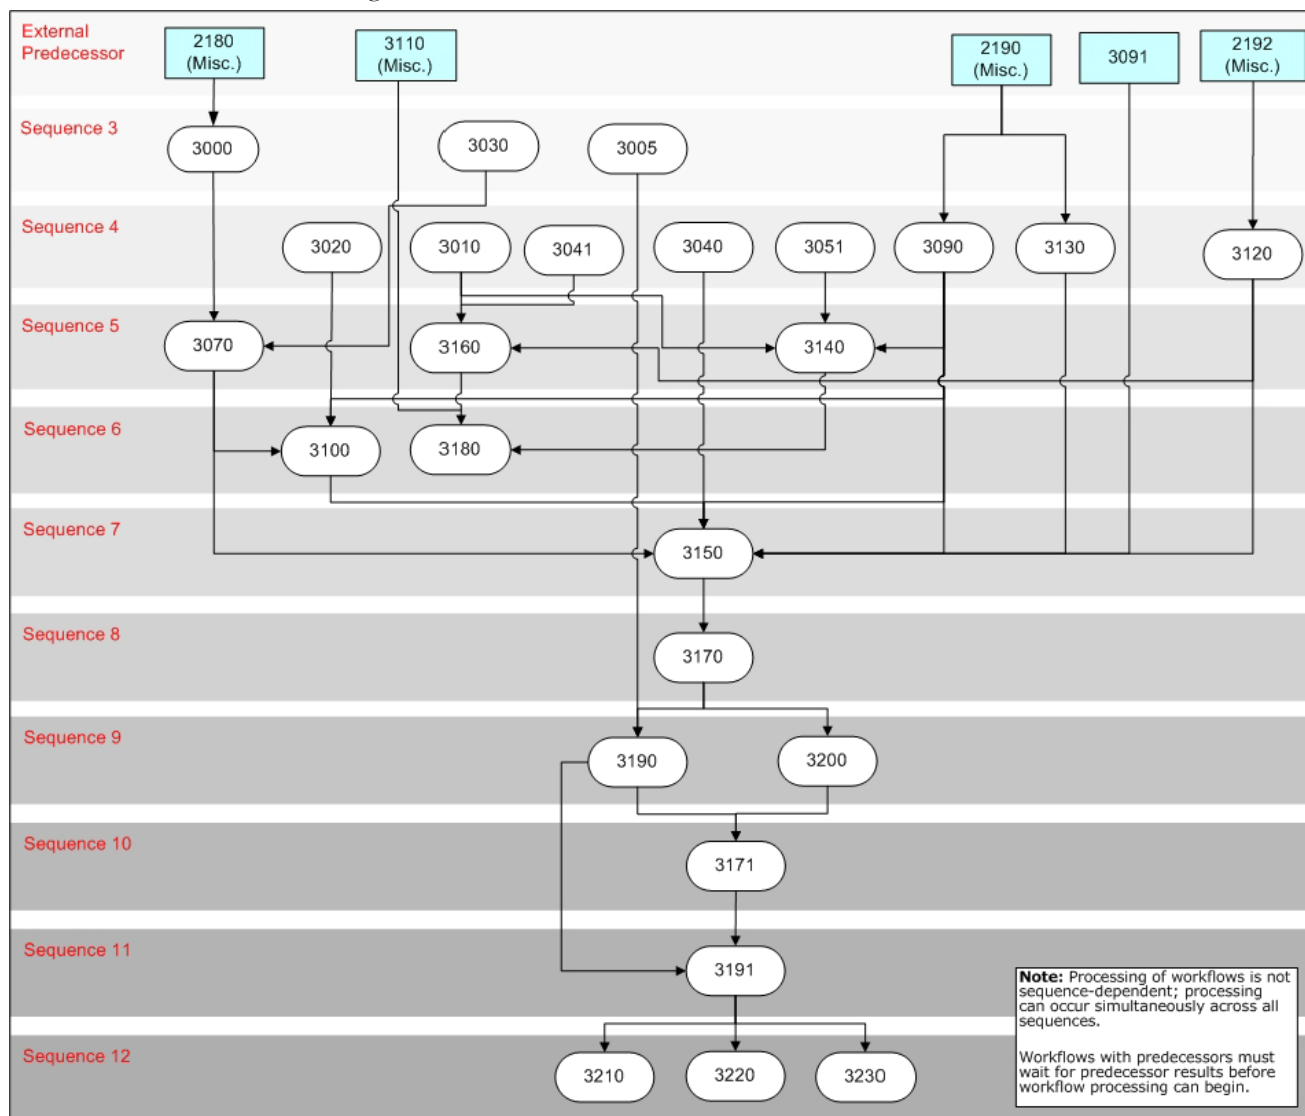 External
Predecessor
2180
(Misc.)
3110
(Misc.)
2190
(Misc.)
3091
2192
(Misc.)
Sequence 3
3000
3030
3005
Sequence 4
3020
3010
3041
3040
3051
3090
3130
3120
Sequence 5
3070
3160
3140
Sequence 6
3100
3180
Sequence 7
3150
Sequence 8
3170
Sequence 9
3190
3200
Sequence 10
3171
Sequence 11
3191
Note: Processing of workflows is not
sequence-dependent; processing
can occur simultaneously across all
sequences.
Workflows with predecessors must
wait for predecessor results before
workflow processing can begin.
Sequence 12
3210
3220
3230